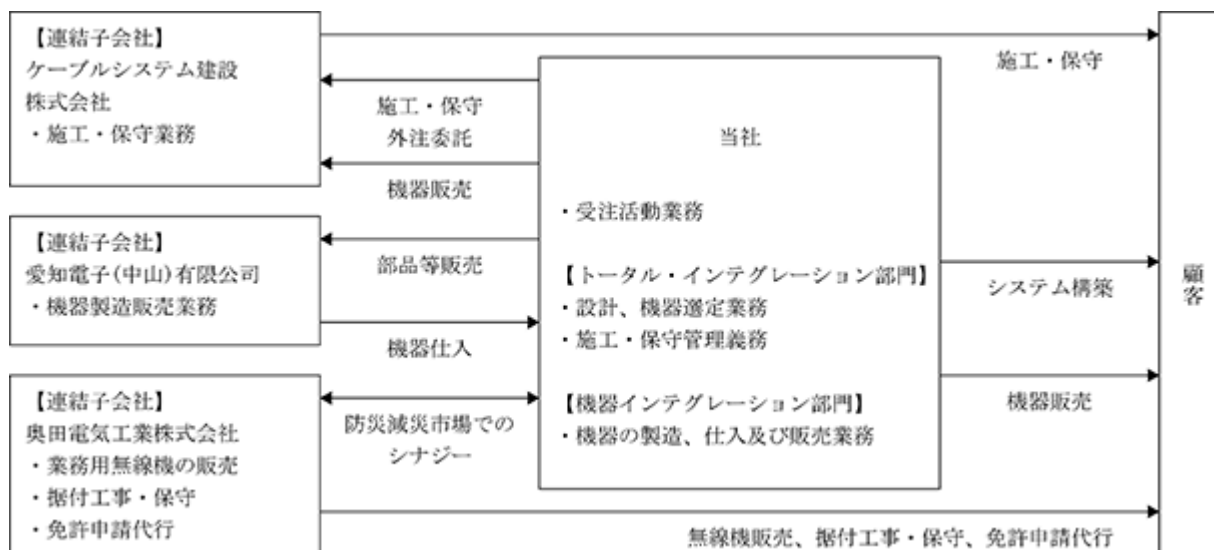 【連結子会社】
ケーブルシステム建設
株式会社
・施工・保守業務
施工・保守
外注委託
機器販売
【連結子会社】
愛知電子(中山)有限公司
・機器製造販売業務
部品等販売
機器仕入
【連結子会社】
奥田電気工業株式会社
・業務用無線機の販売
・据付工事・保守
・免許申請代行
防災減災市場での
シナジー
当社
・受注活動業務
【トータル・インテグレーション部門】
・設計、機器選定業務
・施工・保守管理義務
【機器インテグレーション部門】
・機器の製造、仕入及び販売業務
施工・保守
システム構築
機器販売
無線機販売、据付工事・保守、免許申請代行
顧客